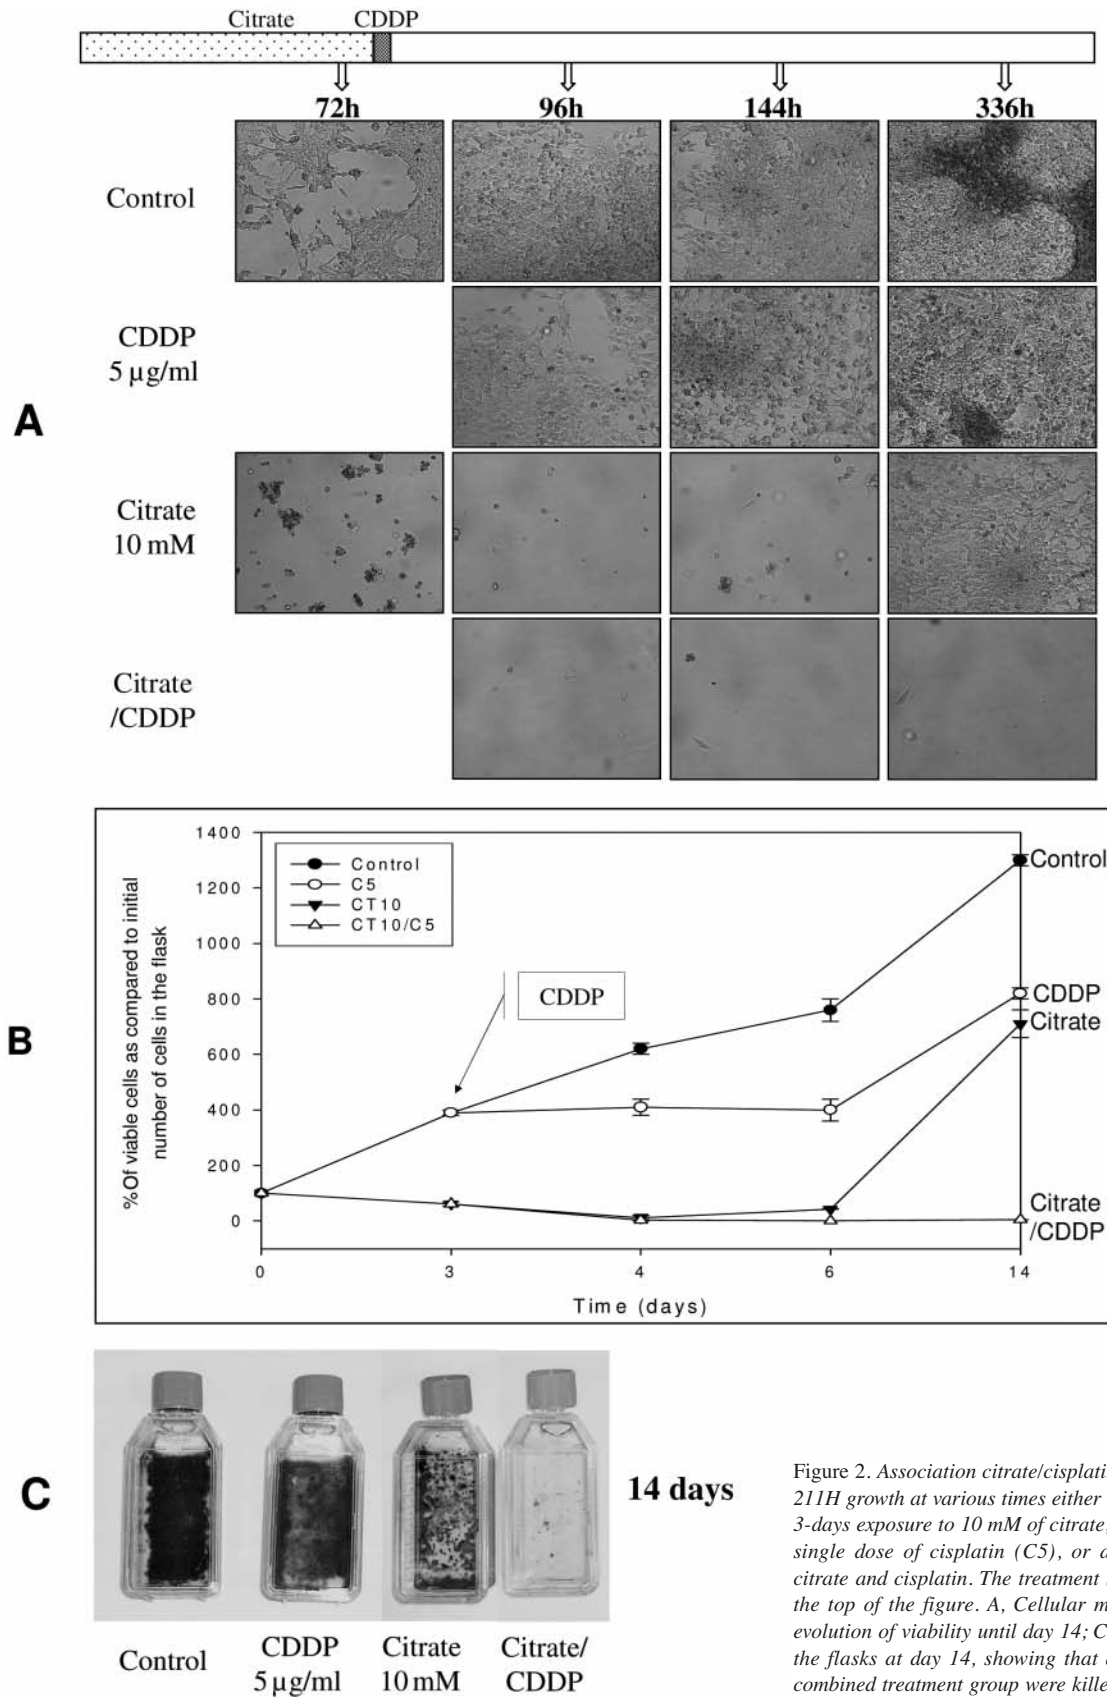 Citrate CDDP
72h 96h 144h 336h
Control
CDDP
5 µg/ml
A
Citrate
10 mM
Citrate
/CDDP
B
%Of viable cells as compared to initial
number of cells in the flask
1400
1200
1000
800
600
400
200
0
Control
C5
CT10
CT10/C5
CDDP
Control
CDDP
Citrate
Citrate
/CDDP
0 3 4 6 14
Time (days)
C
14 days
Control
CDDP
5 µg/ml
Citrate
10 mM
Citrate/
CDDP
Figure 2. Association citrate/cisplati
211H growth at various times either
3-days exposure to 10 mM of citrate
single dose of cisplatin (C5), or
citrate and cisplatin. The treatment
the top of the figure. A, Cellular m
evolution of viability until day 14; C
the flasks at day 14, showing that
combined treatment group were kille